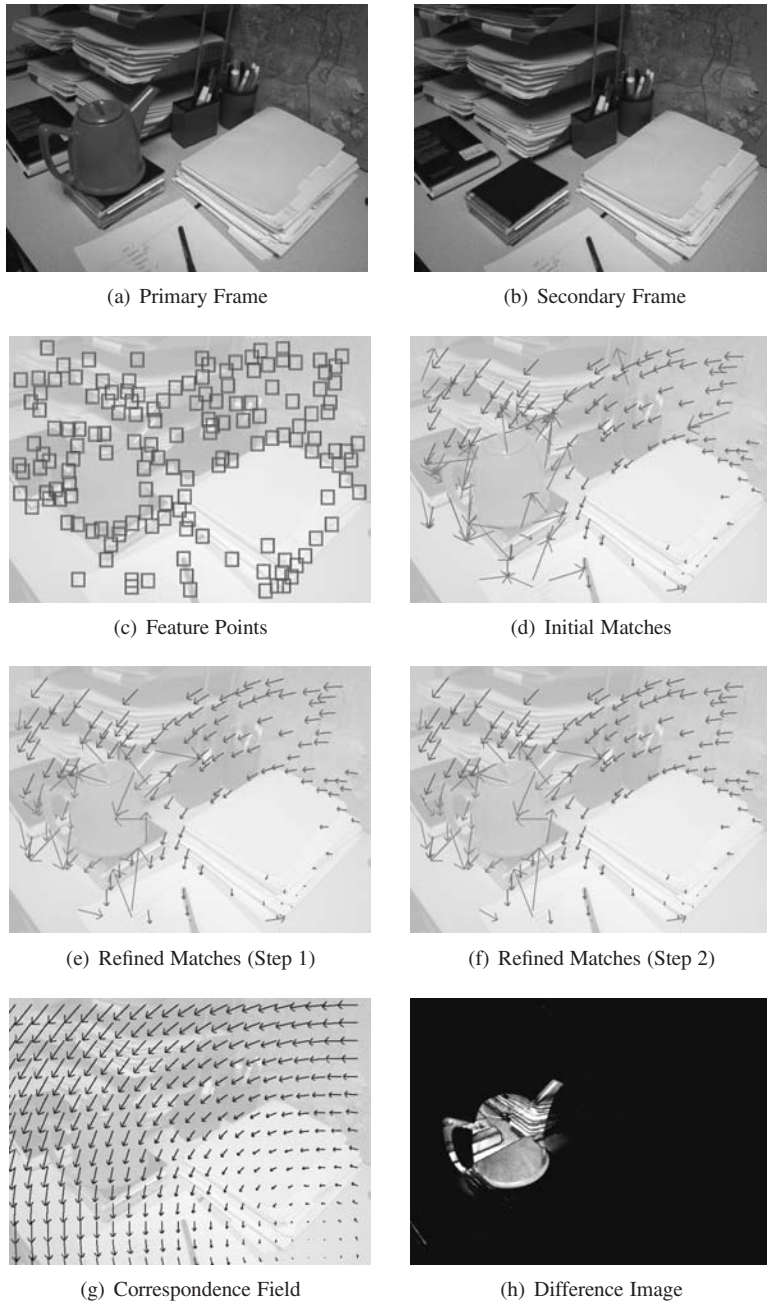 (a) Primary Frame
(b) Secondary Frame
(c) Feature Points
(d) Initial Matches
(e) Refined Matches (Step 1)
(f) Refined Matches (Step 2)
(g) Correspondence Field
(h) Difference Image